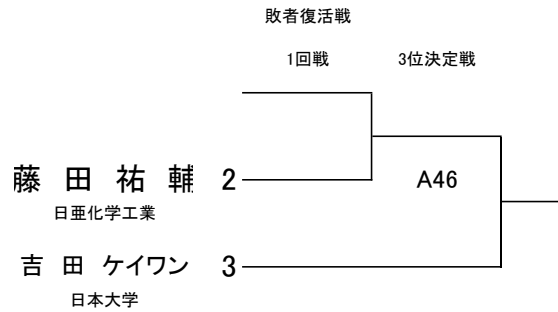 敗者復活戦
1回戦 3位決定戦
藤田祐輔 2 A46
日亜化学工業
吉田ケイワン 3
日本大学